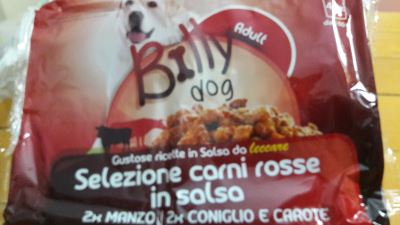 Adult
Billy
dog
Gustose ricette in Salsa da leccare
Selezione carni rosse
in salsa
2x MANZO 2x CONIGLIO E CAROTE